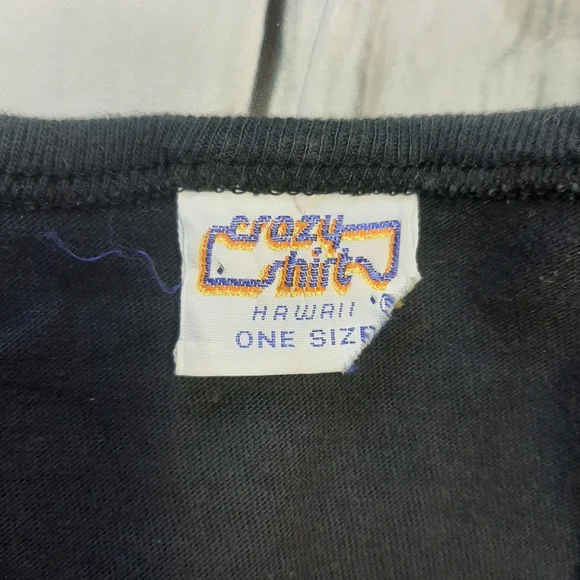 crazy
shirt
HAWAII ®
ONE SIZE